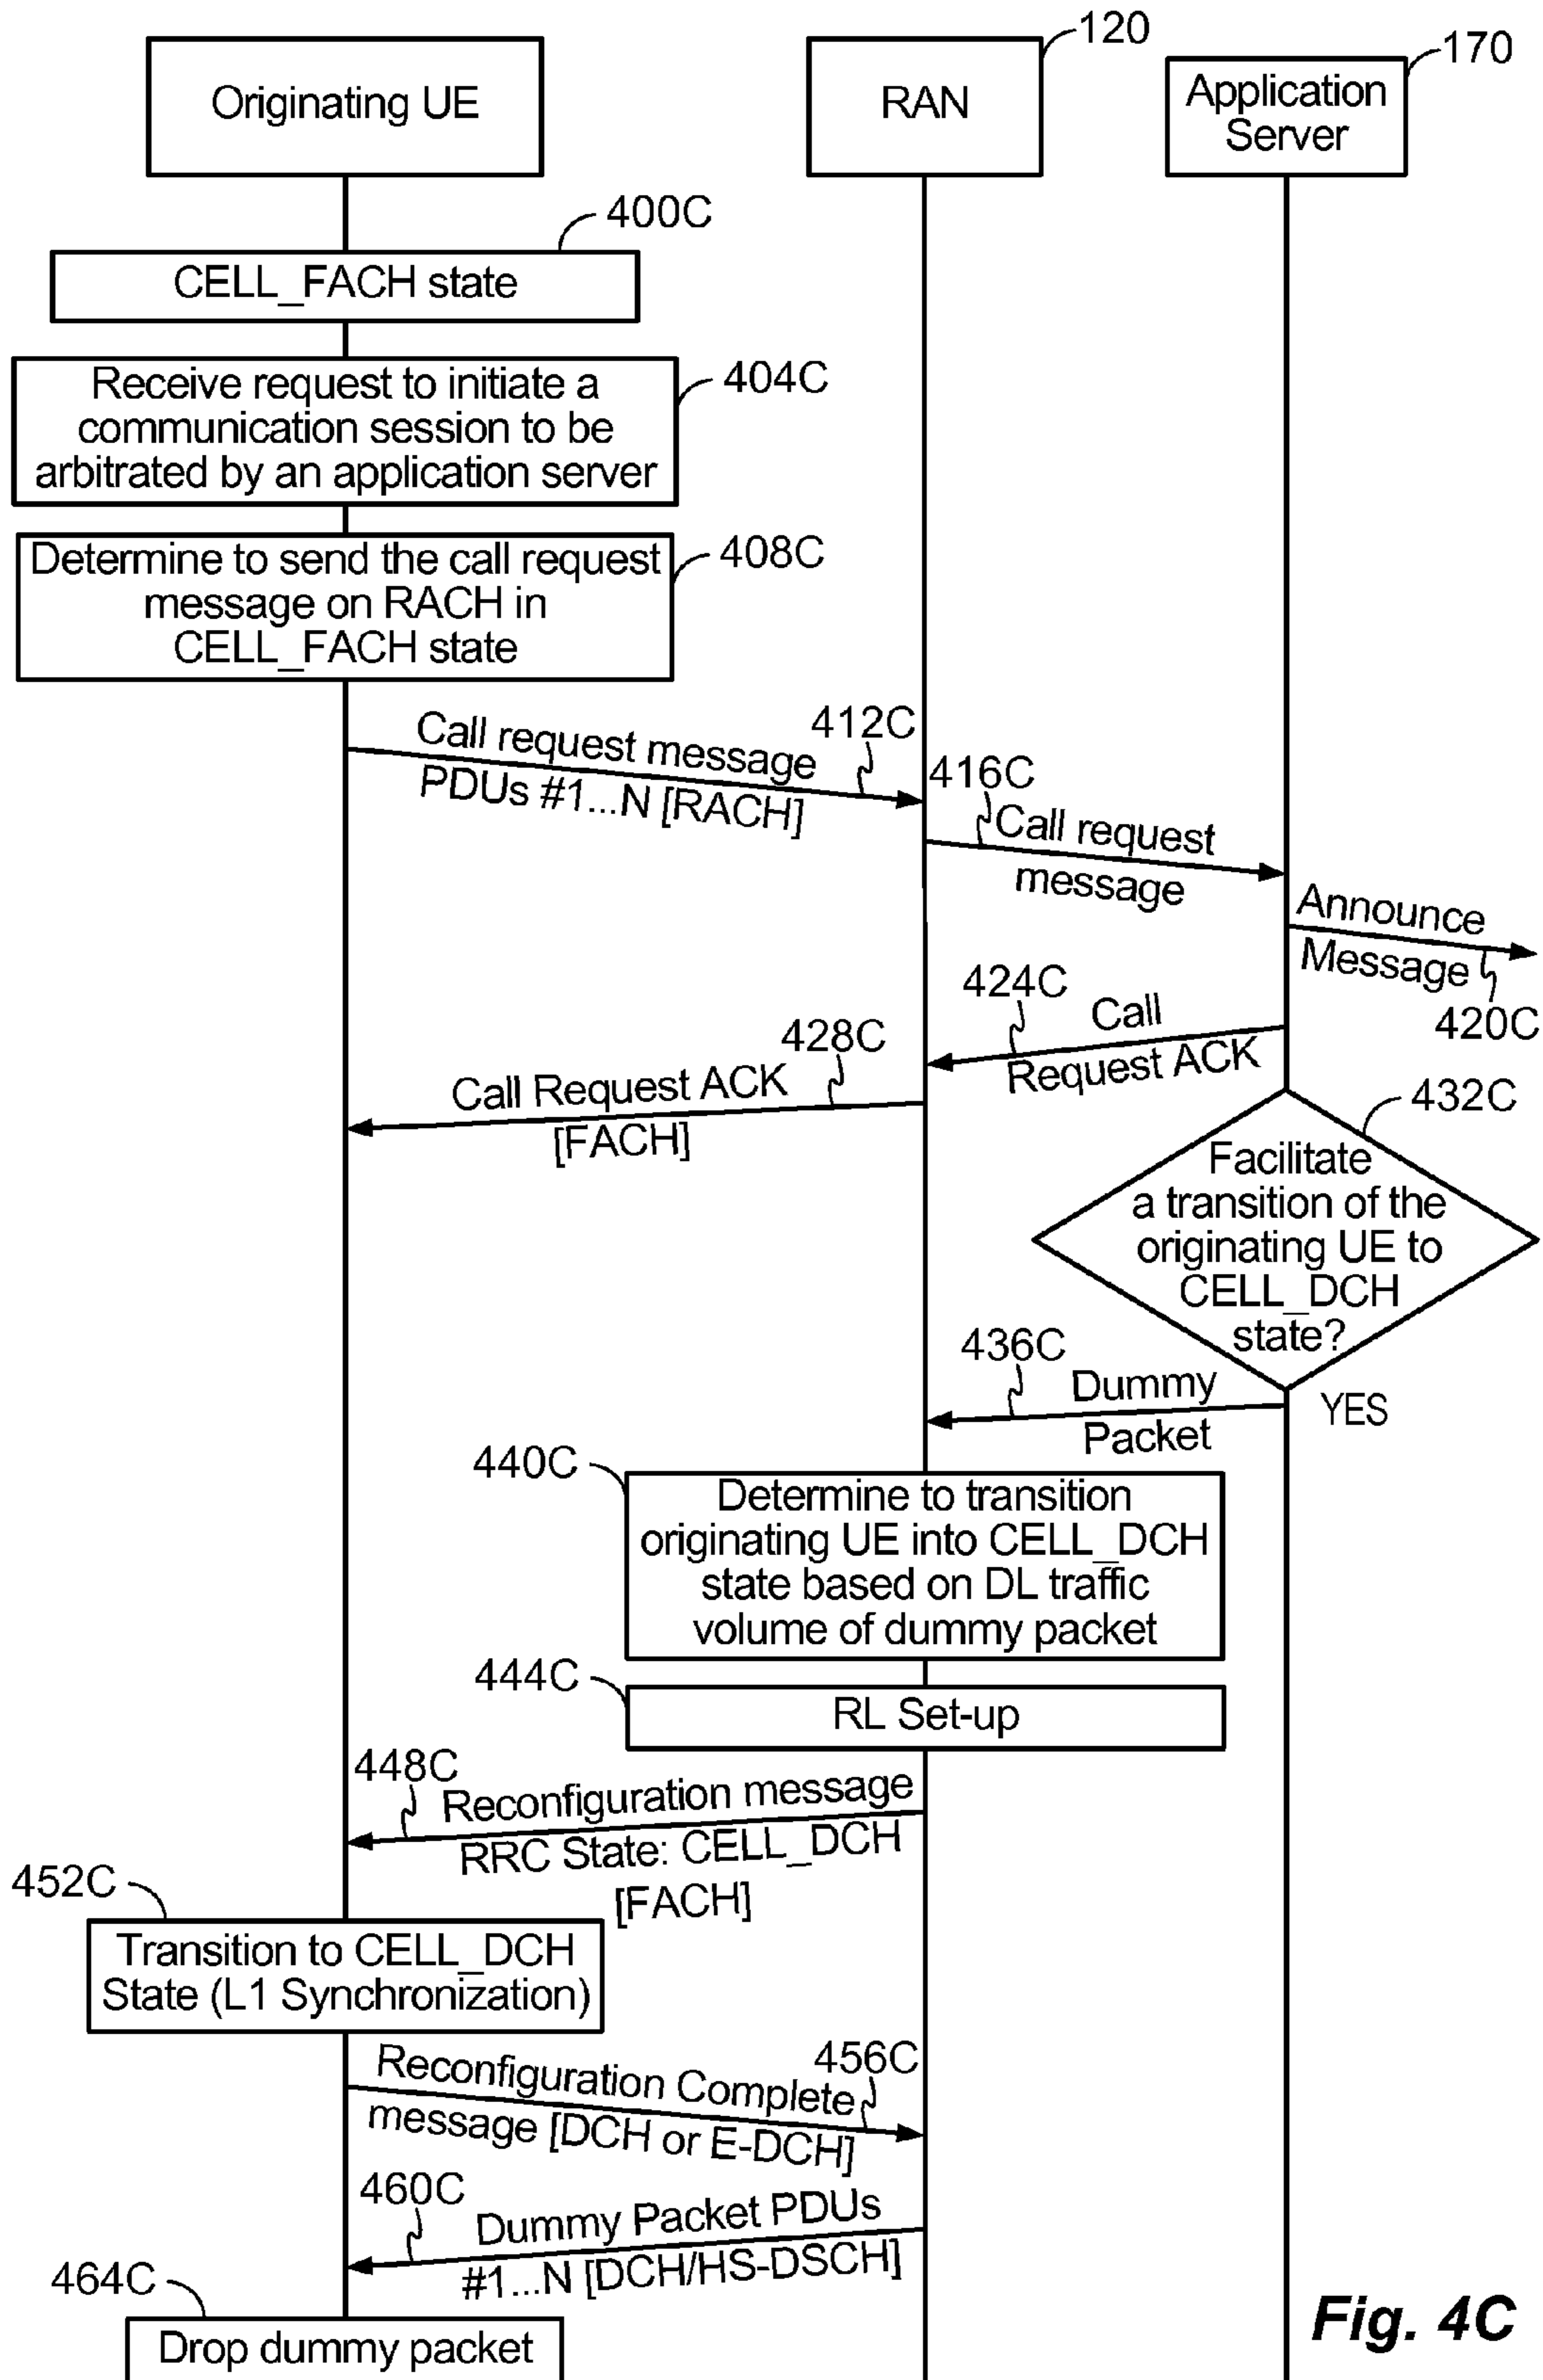 120
170
Originating UE
RAN
Application
Server
400C
CELL_FACH state
Receive request to initiate a
communication session to be
arbitrated by an application server
404C
Determine to send the call request
message on RACH in
CELL_FACH state
408C
Call request message
PDUs #1...N [RACH]
412C
416C
Call request
message
Announce
Message
420C
424C
Call
Request ACK
428C
Call Request ACK
[FACH]
432C
Facilitate
a transition of the
originating UE to
CELL_DCH
state?
YES
436C
Dummy
Packet
440C
Determine to transition
originating UE into CELL_DCH
state based on DL traffic
volume of dummy packet
444C
RL Set-up
448C
Reconfiguration message
RRC State: CELL_DCH
[FACH]
452C
Transition to CELL_DCH
State (L1 Synchronization)
Reconfiguration Complete
message [DCH or E-DCH]
456C
460C
Dummy Packet PDUs
#1...N [DCH/HS-DSCH]
464C
Drop dummy packet
Fig. 4C